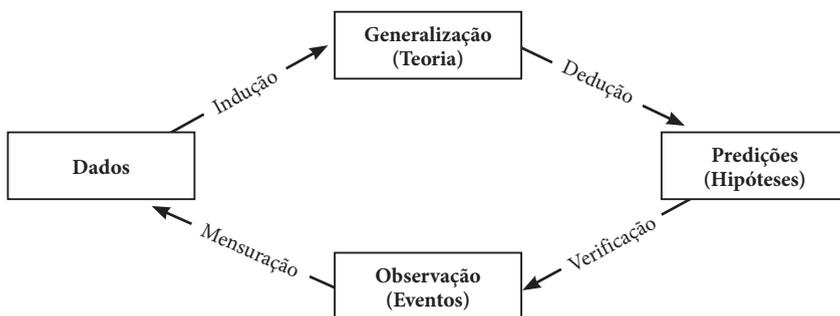 Generalização
(Teoria)
Indução
Dedução
Dados
Predições
(Hipóteses)
Mensuração
Verificação
Observação
(Eventos)